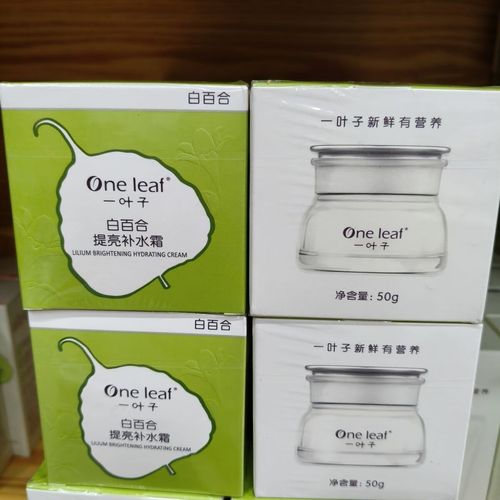 白百合
One leaf®
一叶子
白百合
提亮补水霜
LILIUM BRIGHTENING HYDRATING CREAM
一叶子新鲜有营养
One leaf®
一叶子
净含量: 50g
白百合
One leaf®
一叶子
白百合
提亮补水霜
LILIUM BRIGHTENING HYDRATING CREAM
一叶子新鲜有营养
One leaf®
一叶子
净含量: 50g